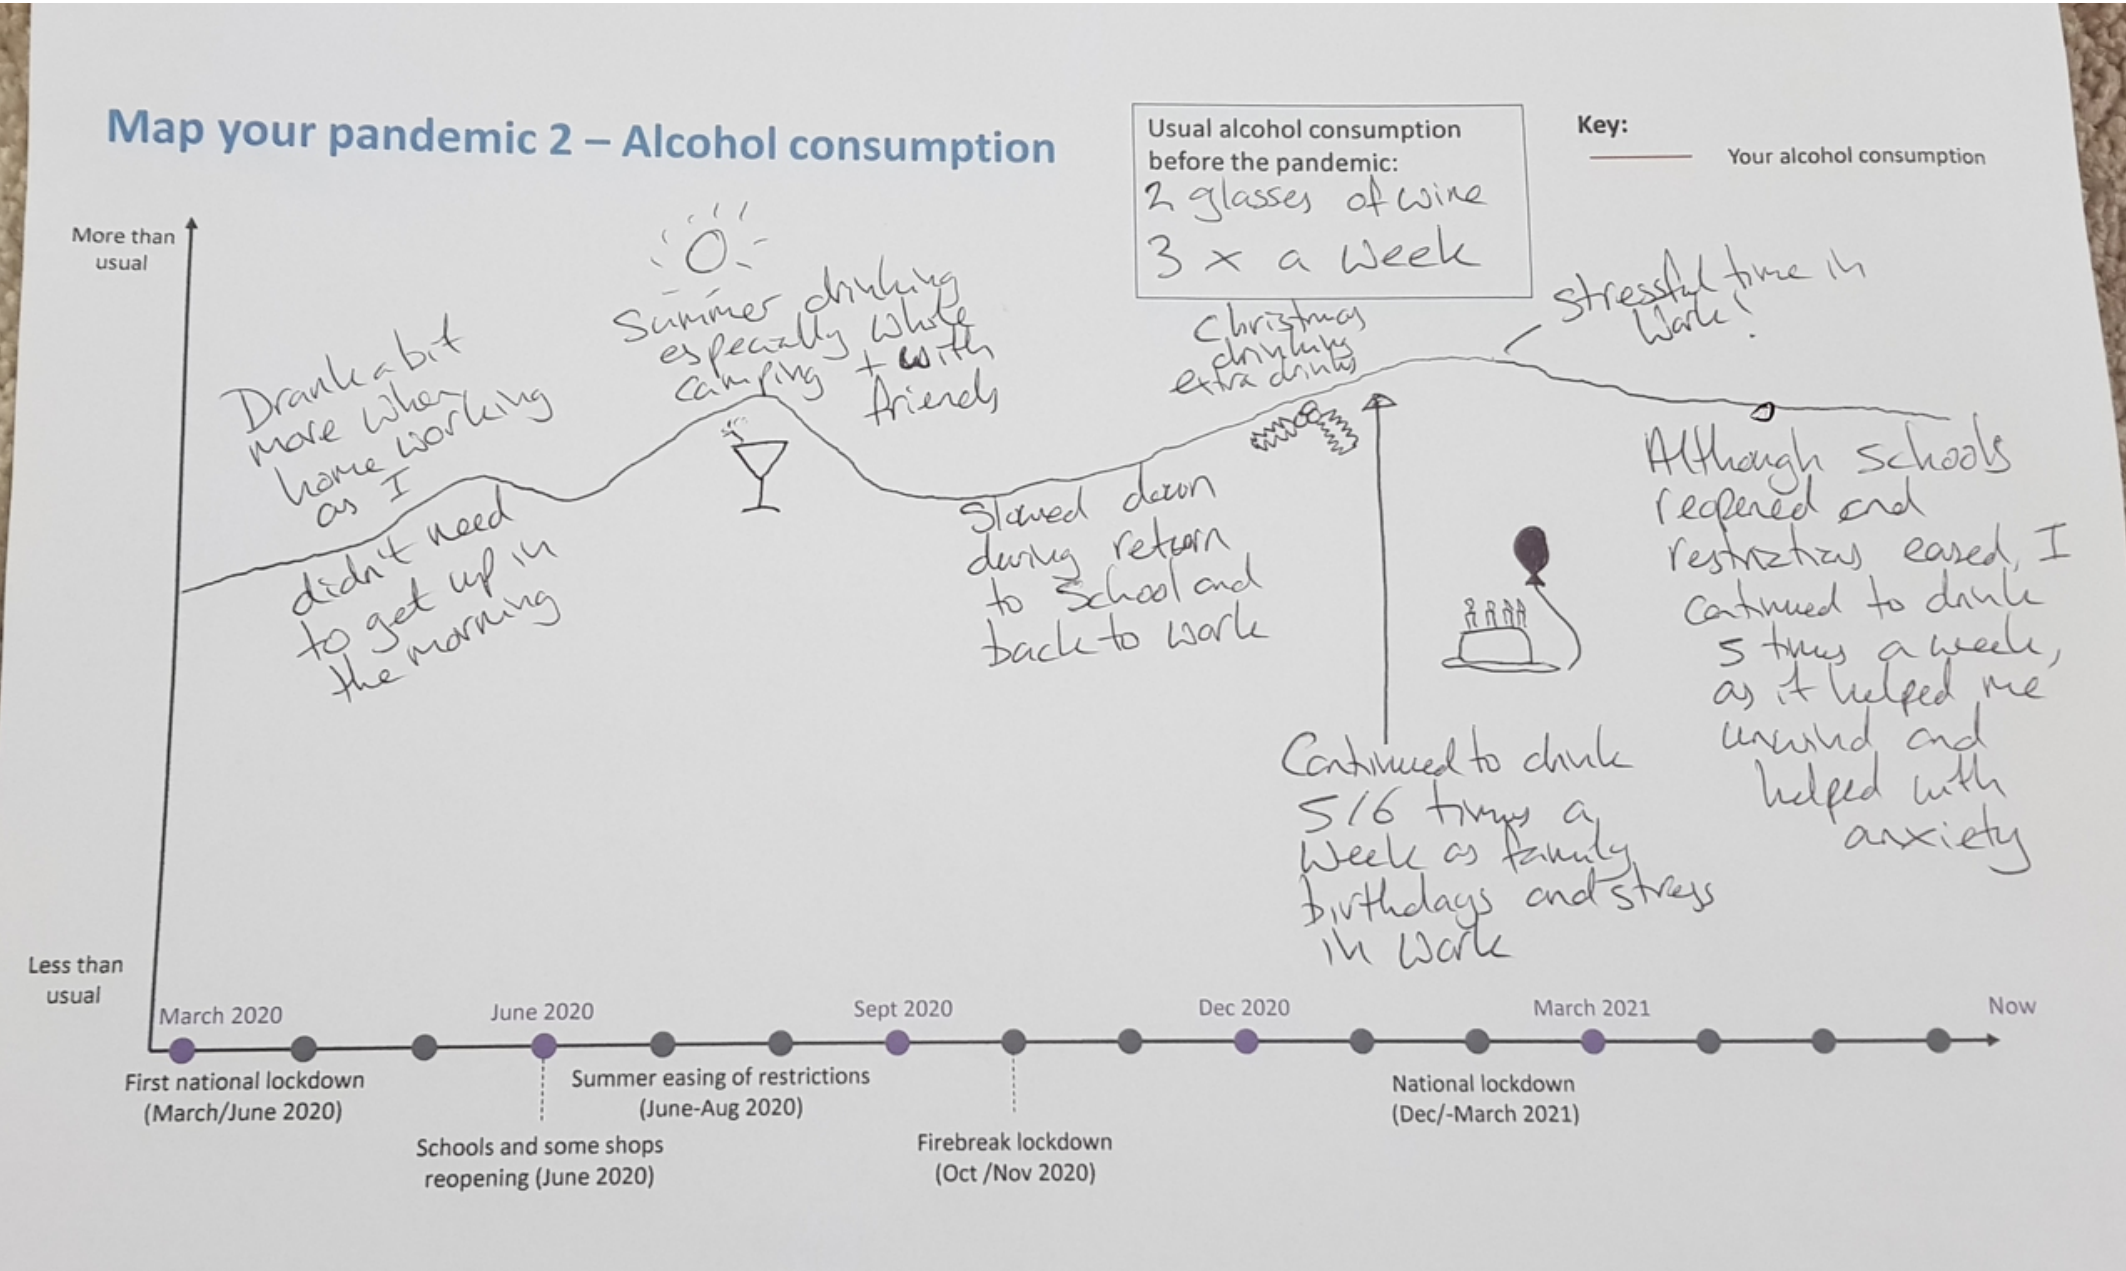 Map your pandemic 2 – Alcohol consumption
Usual alcohol consumption
before the pandemic:
2 glasses of wine
3 x a week
Key:
Your alcohol consumption
More than
usual
Drank a bit
more when
home working
as I
didn't need
to get up in
the morning
Summer drinking
especially whole
camping + with
friends
Slowed down
during return
to school and
back to work
Christmas
drinking
extra drinks
Stressful time in
work!
Continued to drink
5/6 times a
week as family
birthdays and stress
in work
Although schools
reopened and
restrictions eased, I
continued to drink
5 times a week,
as it helped me
unwind and
helped with
anxiety
Less than
usual
March 2020
June 2020
Sept 2020
Dec 2020
March 2021
Now
First national lockdown
(March/June 2020)
Schools and some shops
reopening (June 2020)
Summer easing of restrictions
(June-Aug 2020)
Firebreak lockdown
(Oct /Nov 2020)
National lockdown
(Dec/-March 2021)